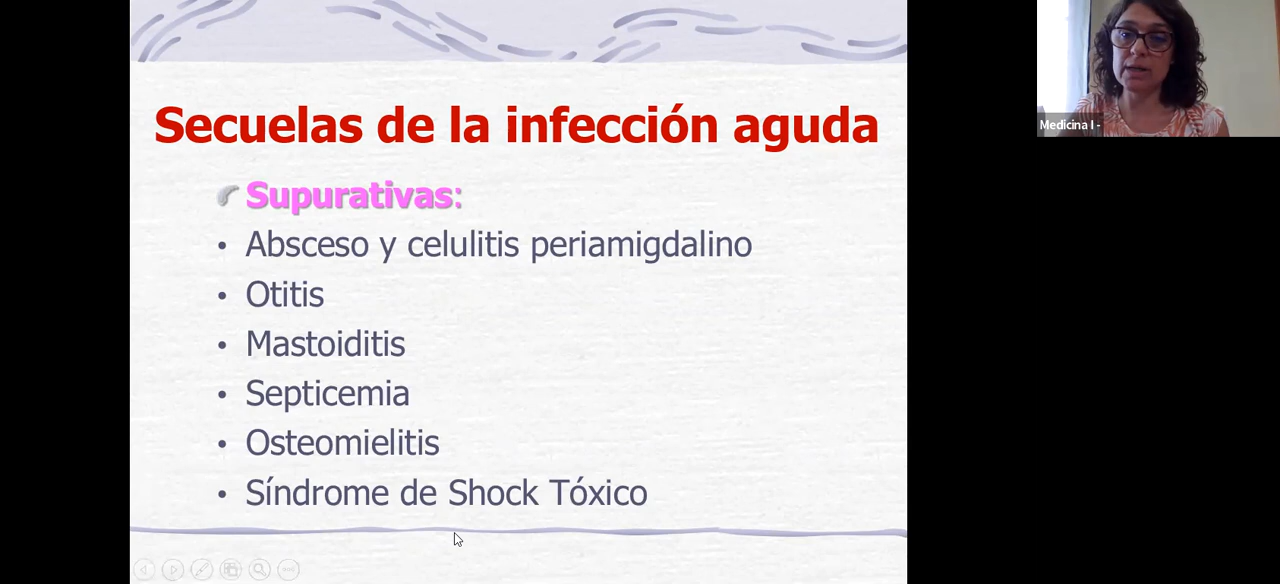 Secuelas de la infección aguda
Supurativas:
• Absceso y celulitis periamigdalino
• Otitis
• Mastoiditis
• Septicemia
• Osteomielitis
• Síndrome de Shock Tóxico
Medicina I -